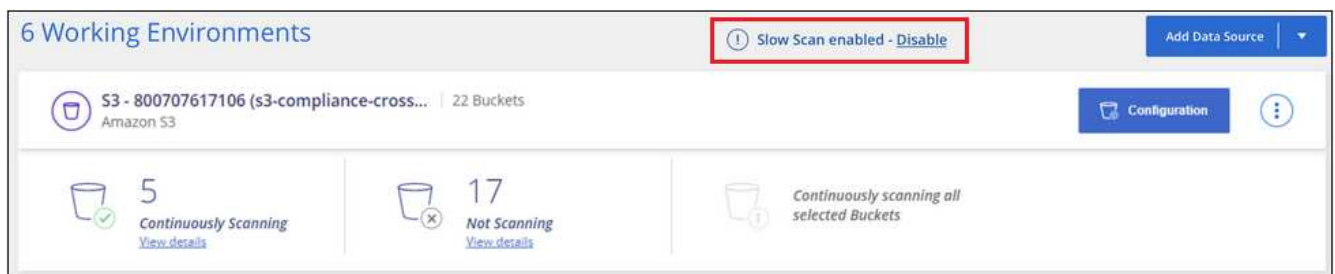 6 Working Environments
Slow Scan enabled - Disable
Add Data Source
S3 - 800707617106 (s3-compliance-cross... 22 Buckets
Amazon S3
Configuration
5
Continuously Scanning
View details
17
Not Scanning
View details
Continuously scanning all
selected Buckets